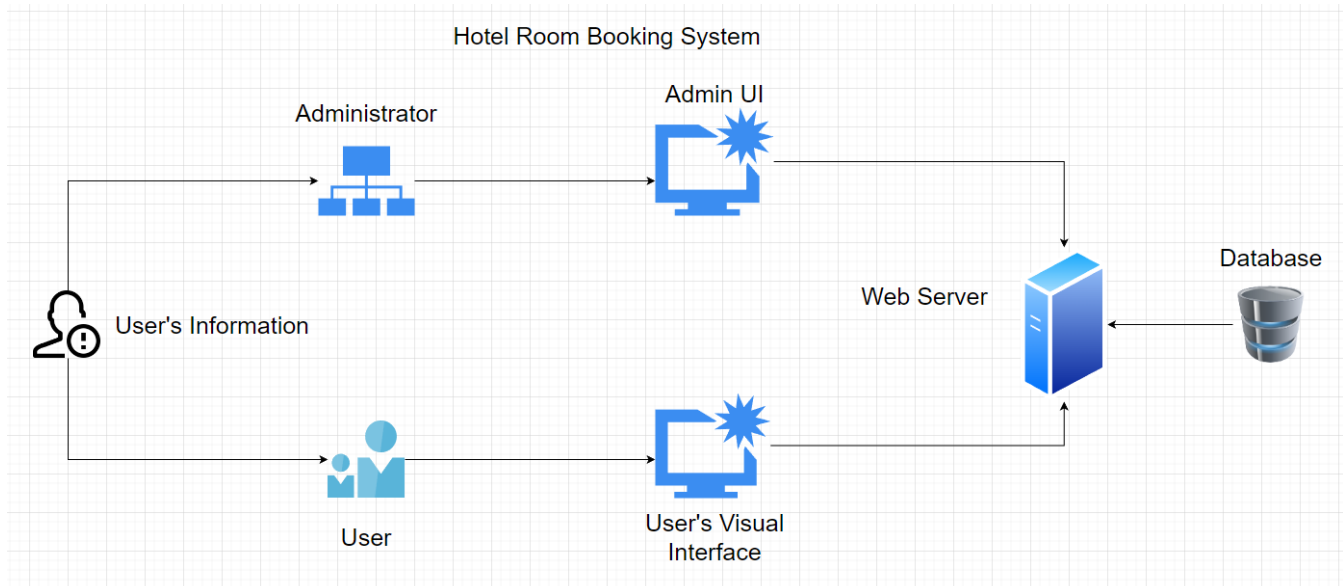 Hotel Room Booking System
Administrator
Admin UI
Database
Web Server
User's Information
User
User's Visual
Interface